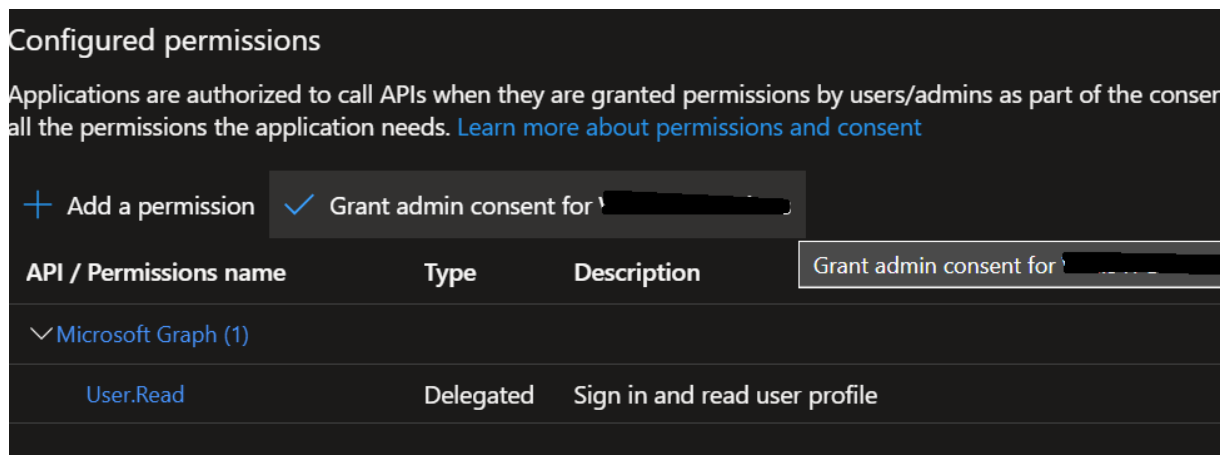 Configured permissions
Applications are authorized to call APIs when they are granted permissions by users/admins as part of the conser
all the permissions the application needs. Learn more about permissions and consent
Add a permission Grant admin consent for
API / Permissions name Type Description Grant admin consent for
Microsoft Graph (1)
User.Read Delegated Sign in and read user profile